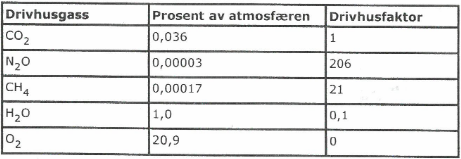 Drivhusgass Prosent av atmosfæren Drivhusfaktor
CO₂ 0,036 1
N₂O 0,00003 206
CH₄ 0,00017 21
H₂O 1,0 0,1
O₂ 20,9 0